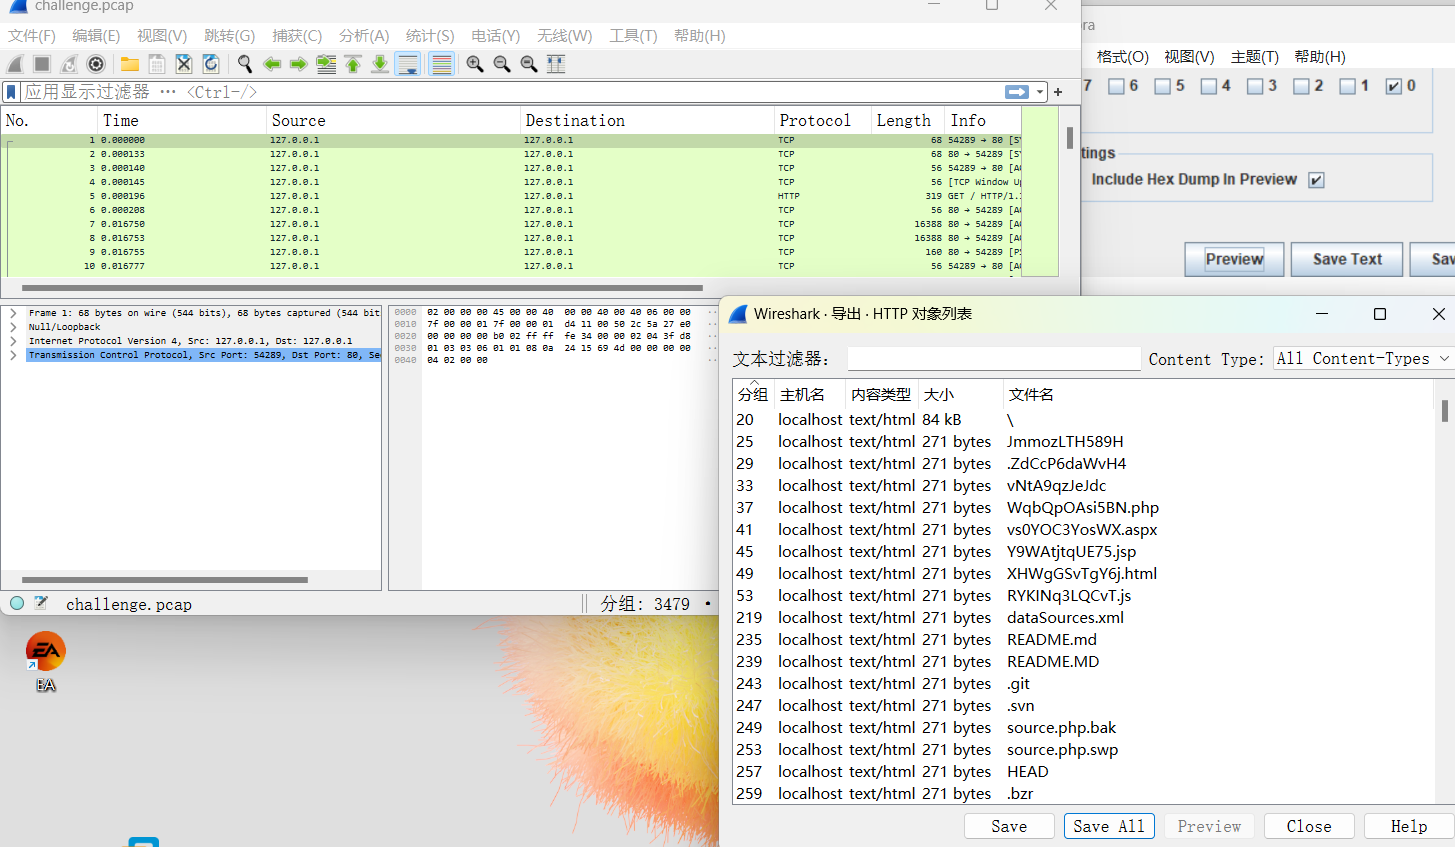 challenge.pcap
文件(F) 编辑(E) 视图(V) 跳转(G) 捕获(C) 分析(A) 统计(S) 电话(Y) 无线(W) 工具(T) 帮助(H)
应用显示过滤器 … <Ctrl-/>
+
No. Time Source Destination Protocol Length Info
1 0.000000 127.0.0.1 127.0.0.1 TCP 68 54289 → 80 [S
2 0.000133 127.0.0.1 127.0.0.1 TCP 68 80 → 54289 [S
3 0.000140 127.0.0.1 127.0.0.1 TCP 56 54289 → 80 [A
4 0.000145 127.0.0.1 127.0.0.1 TCP 56 [TCP Window U
5 0.000196 127.0.0.1 127.0.0.1 HTTP 319 GET / HTTP/1.
6 0.000208 127.0.0.1 127.0.0.1 TCP 56 80 → 54289 [A
7 0.016750 127.0.0.1 127.0.0.1 TCP 16388 80 → 54289 [A
8 0.016753 127.0.0.1 127.0.0.1 TCP 16388 80 → 54289 [A
9 0.016755 127.0.0.1 127.0.0.1 TCP 160 80 → 54289 [P
10 0.016777 127.0.0.1 127.0.0.1 TCP 56 54289 → 80 [A
Frame 1: 68 bytes on wire (544 bits), 68 bytes captured (544 bit
Null/Loopback
Internet Protocol Version 4, Src: 127.0.0.1, Dst: 127.0.0.1
Transmission Control Protocol, Src Port: 54289, Dst Port: 80, Se
0000 02 00 00 00 45 00 00 40 00 00 40 00 40 06 00 00
0010 7f 00 00 01 7f 00 00 01 d4 11 00 50 2c 5a 27 e0
0020 00 00 00 00 b0 02 ff ff fe 34 00 00 02 04 3f d8
0030 01 03 03 06 01 01 08 0a 24 15 69 4d 00 00 00 00
0040 04 02 00 00
challenge.pcap
分组: 3479
EA
EA
ra
格式(O) 视图(V) 主题(T) 帮助(H)
7 6 5 4 3 2 1 0
tings
Include Hex Dump In Preview
Preview Save Text Sav
Wireshark · 导出 · HTTP 对象列表
文本过滤器: Content Type: All Content-Types
分组 主机名 内容类型 大小 文件名
20 localhost text/html 84 kB \
25 localhost text/html 271 bytes JmmozLTH589H
29 localhost text/html 271 bytes .ZdCcP6daWvH4
33 localhost text/html 271 bytes vNtA9qzJeJdc
37 localhost text/html 271 bytes WqbQpOAsi5BN.php
41 localhost text/html 271 bytes vs0YOC3YosWX.aspx
45 localhost text/html 271 bytes Y9WAtjtqUE75.jsp
49 localhost text/html 271 bytes XHWgGSvTgY6j.html
53 localhost text/html 271 bytes RYKINq3LQCvT.js
219 localhost text/html 271 bytes dataSources.xml
235 localhost text/html 271 bytes README.md
239 localhost text/html 271 bytes README.MD
243 localhost text/html 271 bytes .git
247 localhost text/html 271 bytes .svn
249 localhost text/html 271 bytes source.php.bak
253 localhost text/html 271 bytes source.php.swp
257 localhost text/html 271 bytes HEAD
259 localhost text/html 271 bytes .bzr
Save Save All Preview Close Help